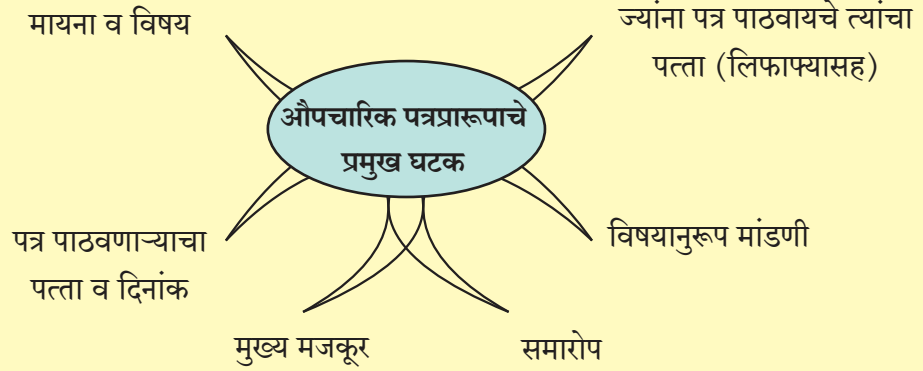 मायना व विषय
ज्यांना पत्र पाठवायचे त्यांचा
पत्ता (लिफाफ्यासह)
औपचारिक पत्रप्रारूपाचे
प्रमुख घटक
पत्र पाठवणाऱ्याचा
पत्ता व दिनांक
विषयानुरूप मांडणी
मुख्य मजकूर
समारोप